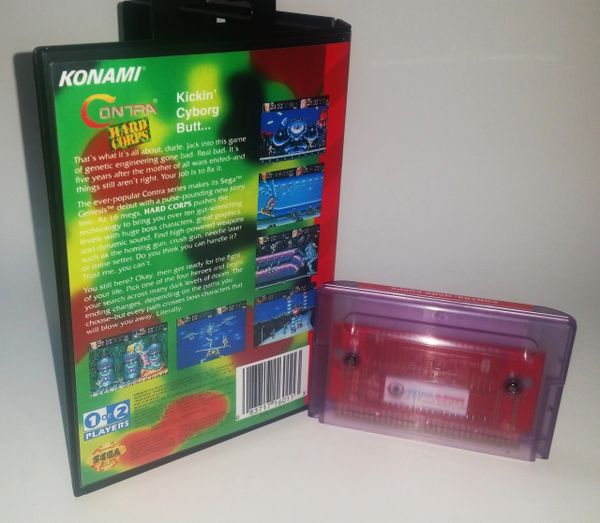 KONAMI
CONTRA
HARD
CORPS
Kickin'
Cyborg
Butt...
That's what it's all about, dude. Jack into this game
of genetic engineering gone bad. Real bad. It's
five years after the mother of all wars ended–and
things still aren't right. Your job is to fix it.
The ever-popular Contra series makes its Sega™
Genesis™ debut with a pulse-pounding new story
line. At 16 megs, HARD CORPS pushes the
technology to bring you over ten gut-wrenching
levels with huge boss characters, great graphics
and dynamic sound. Find high-powered weapons
such as the homing gun, crush gun, needle laser
or mine setter. Do you think you can handle it?
Trust me, you can't.
You still here? Okay, men get ready for the fight
of your life. Pick one of the four heroes and begin
your search across many dark levels of doom. The
ending changes, depending on the paths you
choose–but every path crosses boss characters that
will blow you away. Literally.
1 OR 2
PLAYERS
SEGA
0 83717 16011 3